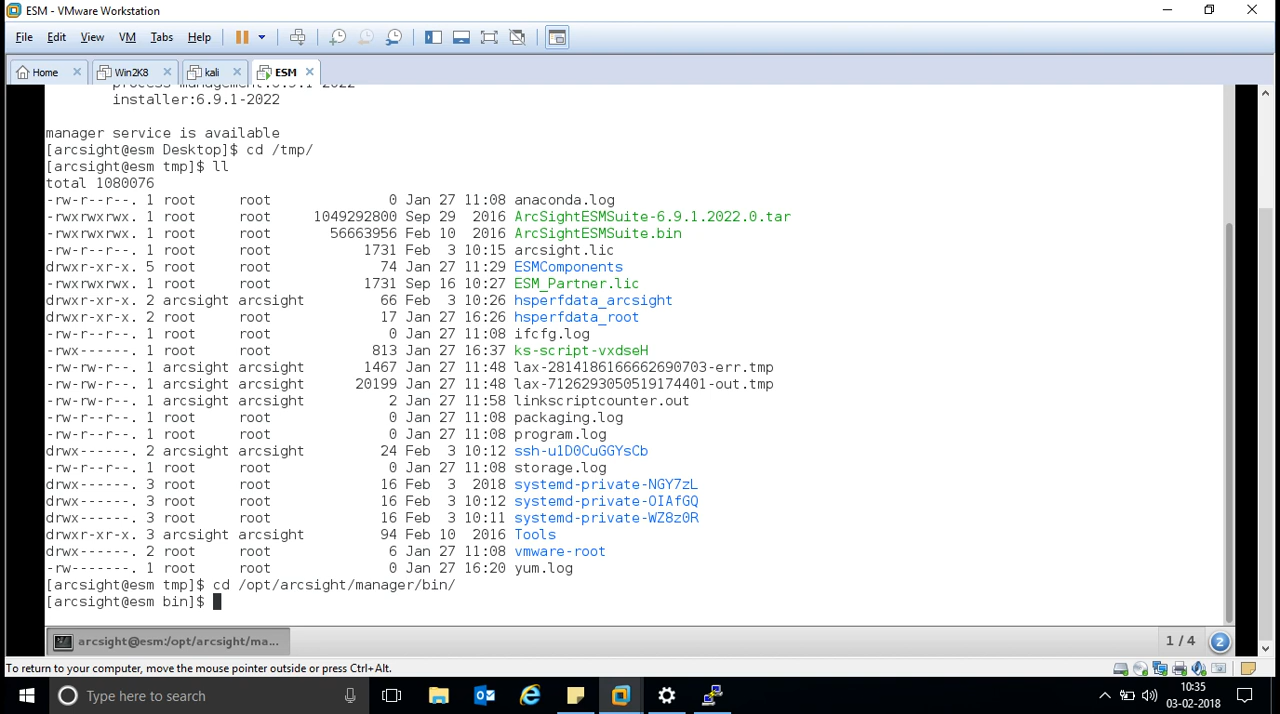 ESM - VMware Workstation
File Edit View VM Tabs Help
Home Win2K8 kali ESM
process-management:6.9.1-2022
installer:6.9.1-2022
manager service is available
[arcsight@esm Desktop]$ cd /tmp/
[arcsight@esm tmp]$ ll
total 1080076
-rw-r--r--. 1 root     root              0 Jan 27 11:08 anaconda.log
-rwxrwxrwx. 1 root     root     1049292800 Sep 29  2016 ArcSightESMSuite-6.9.1.2022.0.tar
-rwxrwxrwx. 1 root     root       56663956 Feb 10  2016 ArcSightESMSuite.bin
-rw-r--r--. 1 root     root           1731 Feb  3 10:15 arcsight.lic
drwxr-xr-x. 5 root     root             74 Jan 27 11:29 ESMComponents
-rwxrwxrwx. 1 root     root           1731 Sep 16 10:27 ESM_Partner.lic
drwxr-xr-x. 2 arcsight arcsight         66 Feb  3 10:26 hsperfdata_arcsight
drwxr-xr-x. 2 root     root             17 Jan 27 16:26 hsperfdata_root
-rw-r--r--. 1 root     root              0 Jan 27 11:08 ifcfg.log
-rwx------. 1 root     root            813 Jan 27 16:37 ks-script-vxdseH
-rw-rw-r--. 1 arcsight arcsight       1467 Jan 27 11:48 lax-2814186166662690703-err.tmp
-rw-rw-r--. 1 arcsight arcsight      20199 Jan 27 11:48 lax-7126293050519174401-out.tmp
-rw-rw-r--. 1 arcsight arcsight          2 Jan 27 11:58 linkscriptcounter.out
-rw-r--r--. 1 root     root              0 Jan 27 11:08 packaging.log
-rw-r--r--. 1 root     root              0 Jan 27 11:08 program.log
drwx------. 2 arcsight arcsight         24 Feb  3 10:12 ssh-u1D0CuGGYsCb
-rw-r--r--. 1 root     root              0 Jan 27 11:08 storage.log
drwx------. 3 root     root             16 Feb  3  2018 systemd-private-NGY7zL
drwx------. 3 root     root             16 Feb  3 10:12 systemd-private-OIAfGQ
drwx------. 3 root     root             16 Feb  3 10:11 systemd-private-WZ8z0R
drwxr-xr-x. 3 arcsight arcsight         94 Feb 10  2016 Tools
drwx------. 2 root     root              6 Jan 27 11:08 vmware-root
-rw-------. 1 root     root              0 Jan 27 16:20 yum.log
[arcsight@esm tmp]$ cd /opt/arcsight/manager/bin/
[arcsight@esm bin]$
arcsight@esm:/opt/arcsight/ma... 1 / 4 2
To return to your computer, move the mouse pointer outside or press Ctrl+Alt.
Type here to search
10:35
03-02-2018